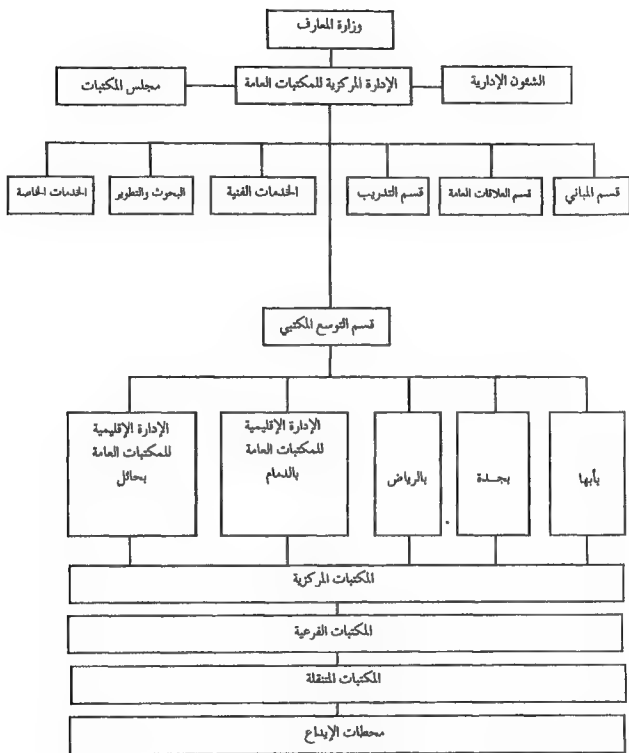 وزارة المعارف
الشئون الإدارية
الإدارة المركزية للمكتبات العامة
مجلس المكتبات
قسم المباني
قسم العلاقات العامة
قسم التدريب
الخدمات الفنية
البحوث والتطوير
الخدمات الخاصة
قسم التوسع المكتبي
بأبها
بجــدة
بالرياض
الإدارة الإقليمية
للمكتبات العامة
بالدمام
الإدارة الإقليمية
للمكتبات العامة
بحائل
المكتبات المركزية
المكتبات الفرعية
المكتبات المتنقلة
محطات الإيداع